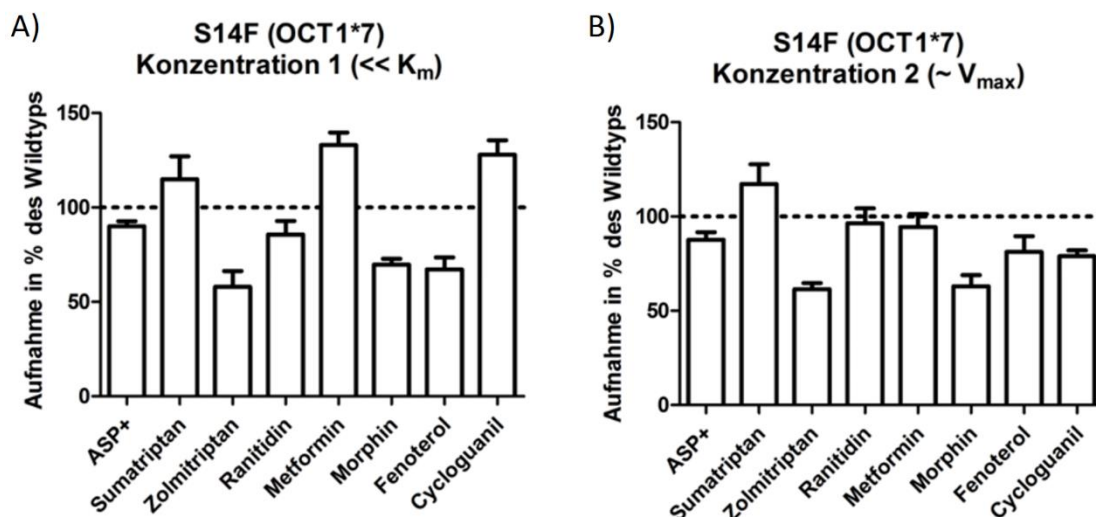 A)
S14F (OCT1*7)
Konzentration 1 (<< Km)
Aufnahme in % des Wildtyps
150
100
50
0
ASP+
Sumatriptan
Zolmitriptan
Ranitidin
Metformin
Morphin
Fenoterol
Cycloguanil
B)
S14F (OCT1*7)
Konzentration 2 (~ Vmax)
Aufnahme in % des Wildtyps
150
100
50
0
ASP+
Sumatriptan
Zolmitriptan
Ranitidin
Metformin
Morphin
Fenoterol
Cycloguanil